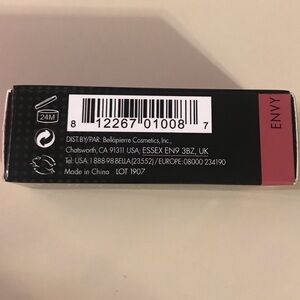 24M
8 12267 01008 7
DIST.BY/PAR: Bellápierre Cosmetics, Inc.,
Chatsworth, CA 91311 USA; ESSEX EN9 3BZ, UK
Tel: USA, 1.888.98-BELLA(23552)/EUROPE: 08000 234190
Made in China LOT 1907
ENVY